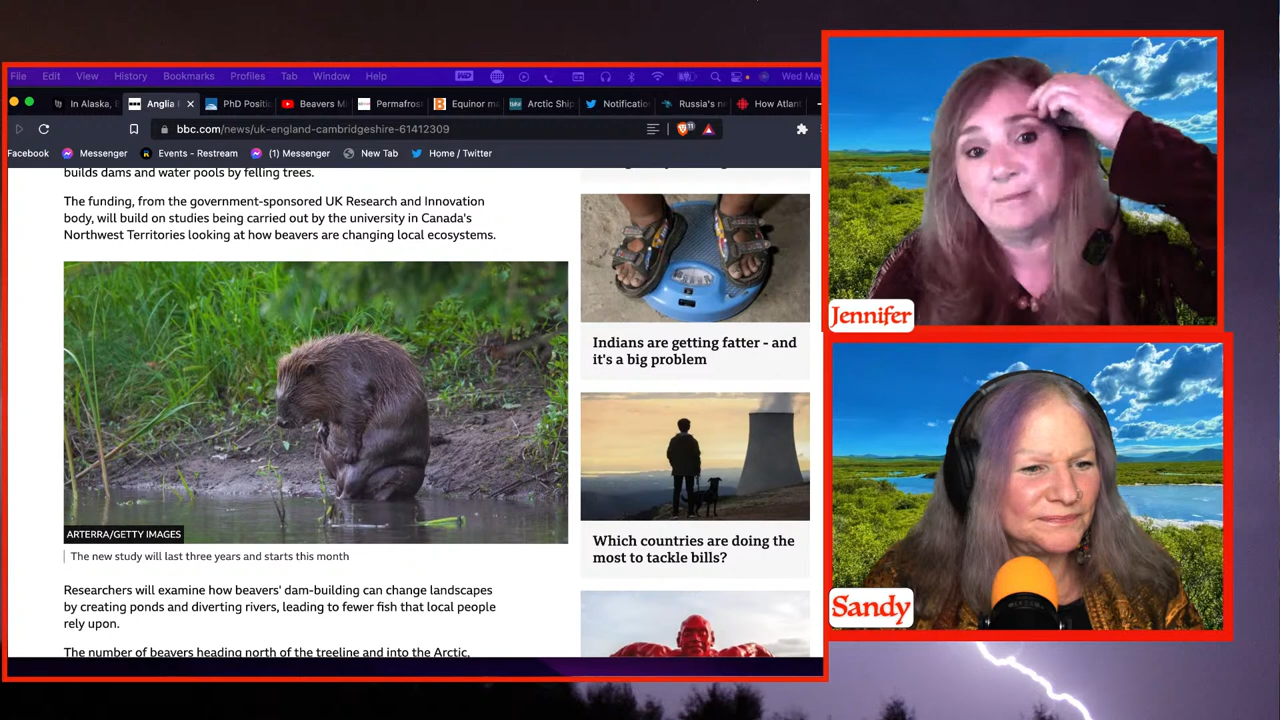 File Edit View History Bookmarks Profiles Tab Window Help HD Wed May
In Alaska, Anglia PhD Positi Beavers M Permafros Equinor ma Arctic Ship Notificatio Russia's ne How Atlant
bbc.com/news/uk-england-cambridgeshire-61412309 11
Facebook Messenger Events - Restream (1) Messenger New Tab Home / Twitter
builds dams and water pools by felling trees.
The funding, from the government-sponsored UK Research and Innovation
body, will build on studies being carried out by the university in Canada's
Northwest Territories looking at how beavers are changing local ecosystems.
ARTERRA/GETTY IMAGES
The new study will last three years and starts this month
Researchers will examine how beavers' dam-building can change landscapes
by creating ponds and diverting rivers, leading to fewer fish that local people
rely upon.
The number of beavers heading north of the treeline and into the Arctic,
Indians are getting fatter - and
it's a big problem
Which countries are doing the
most to tackle bills?
Jennifer
Sandy